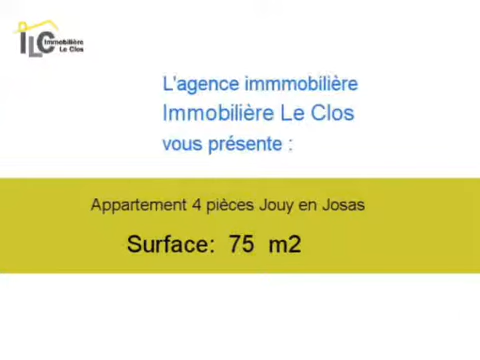 ILC Immobilière
Le Clos
L'agence immmobilière
Immobilière Le Clos
vous présente :
Appartement 4 pièces Jouy en Josas
Surface: 75 m2